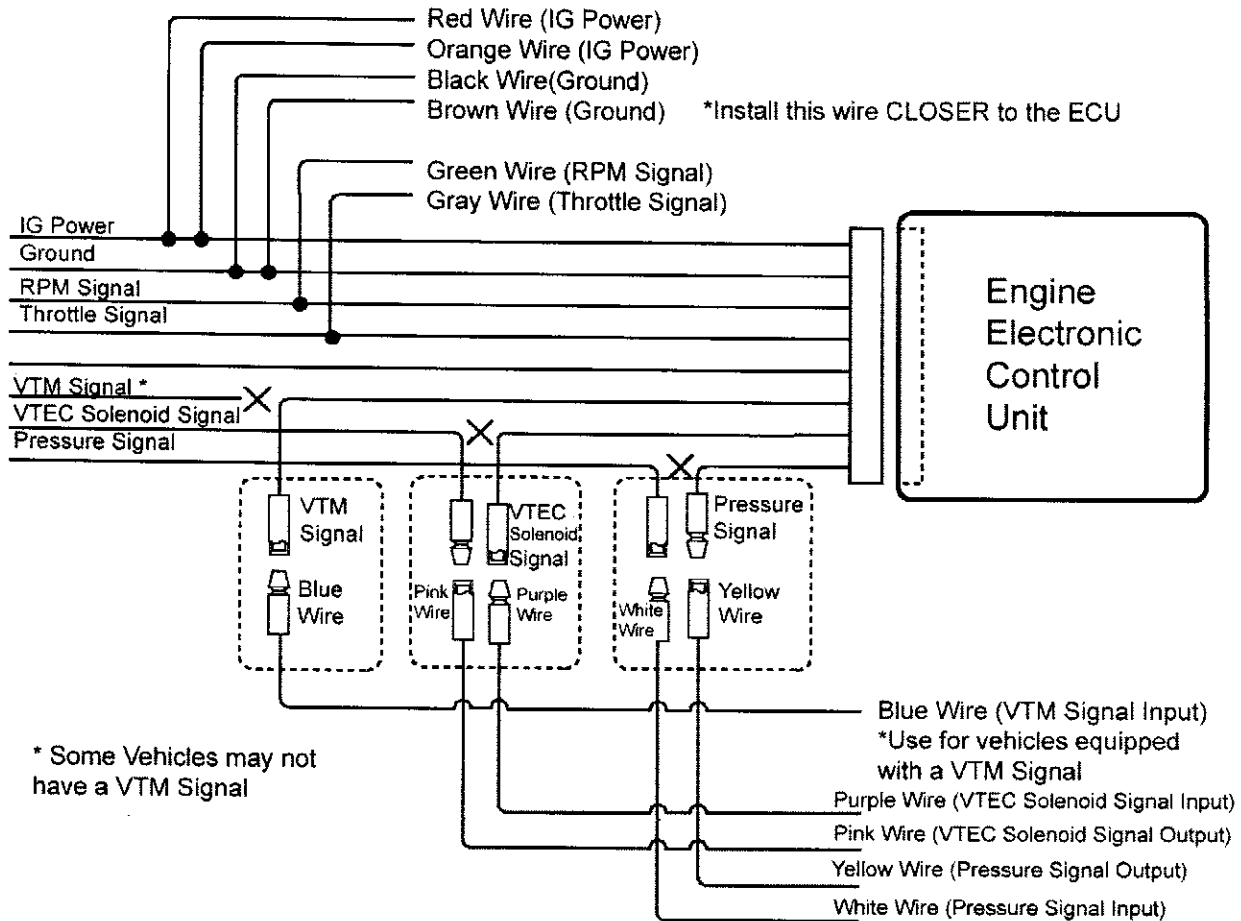 Red Wire (IG Power)
Orange Wire (IG Power)
Black Wire(Ground)
Brown Wire (Ground) *Install this wire CLOSER to the ECU
Green Wire (RPM Signal)
Gray Wire (Throttle Signal)
IG Power
Ground
RPM Signal
Throttle Signal
VTM Signal *
VTEC Solenoid Signal
Pressure Signal
Engine
Electronic
Control
Unit
VTM
Signal
Blue
Wire
VTEC
Solenoid
Signal
Pink
Wire
Purple
Wire
Pressure
Signal
White
Wire
Yellow
Wire
* Some Vehicles may not
have a VTM Signal
Blue Wire (VTM Signal Input)
*Use for vehicles equipped
with a VTM Signal
Purple Wire (VTEC Solenoid Signal Input)
Pink Wire (VTEC Solenoid Signal Output)
Yellow Wire (Pressure Signal Output)
White Wire (Pressure Signal Input)